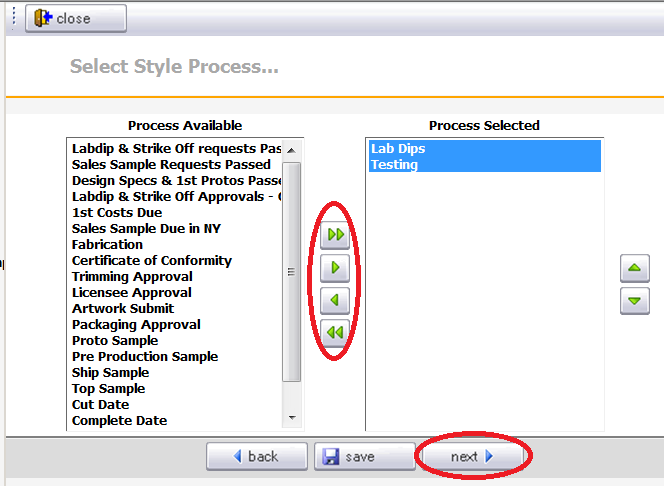 close
Select Style Process...
Process Available
Process Selected
Labdip & Strike Off requests Pas
Sales Sample Requests Passed
Design Specs & 1st Protos Passe
Labdip & Strike Off Approvals -
1st Costs Due
Sales Sample Due in NY
Fabrication
Certificate of Conformity
Trimming Approval
Licensee Approval
Artwork Submit
Packaging Approval
Proto Sample
Pre Production Sample
Ship Sample
Top Sample
Cut Date
Complete Date
Lab Dips
Testing
back
save
next